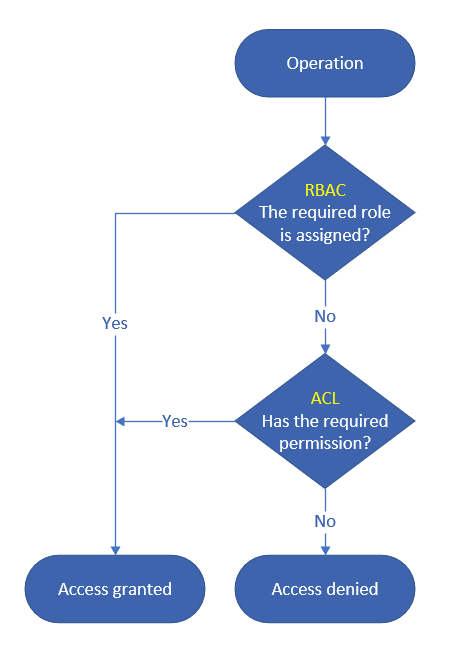 Operation
RBAC
The required role
is assigned?
Yes
No
ACL
Has the required
permission?
Yes
No
Access granted
Access denied